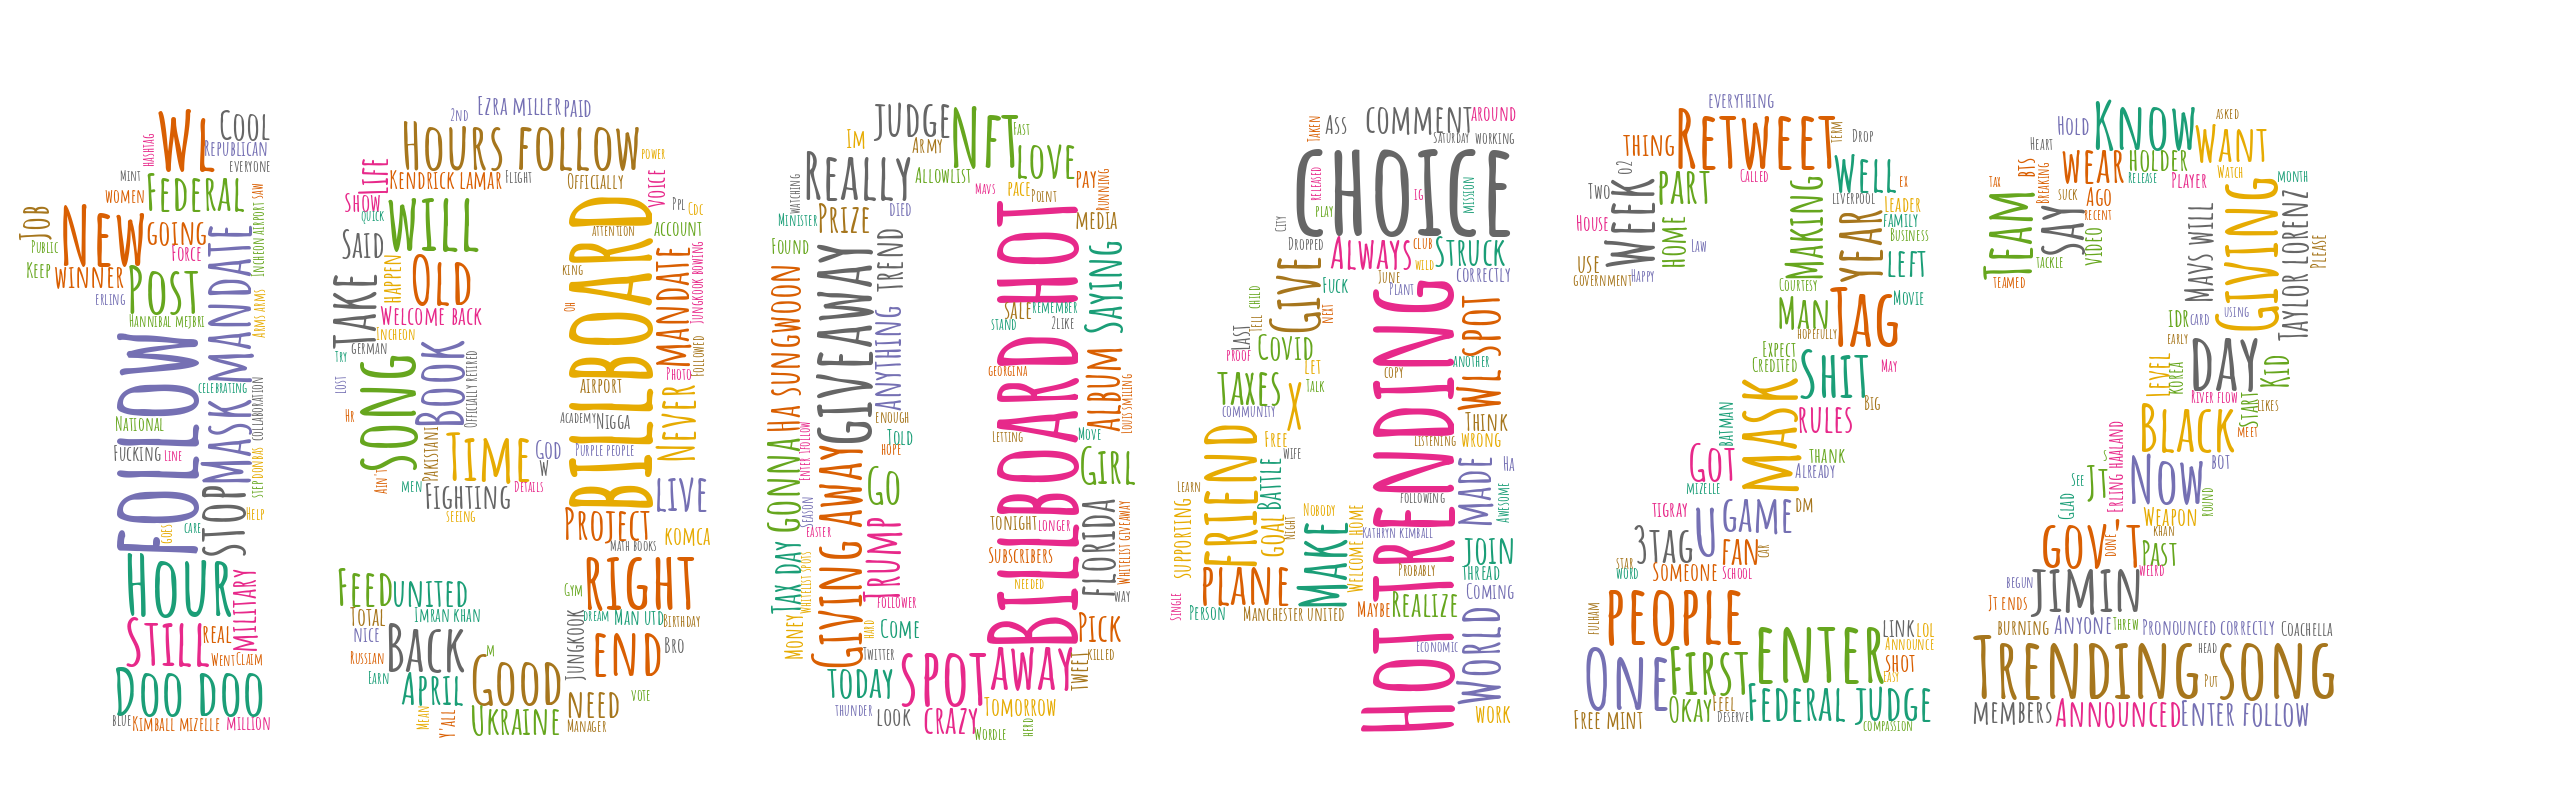 WL
Cool
Republican
Hashtag
everyone
mint
women
Federal
saw
Incheon airport
Job
Public
New
going
Force
Keep
winner
Post
erling
Hannibal Mejbri
mandate
Arms arms
Follow
celebrating
National
mask
collaboration
Fucking
line
step donbas
Stop
goes
care
help
Hour
military
Still
real
Went
Claim
Doo Doo
Blue
Kimball Mizelle
million
2nd
Ezra Miller
paid
Hours Follow
power
Kendrick Lamar
Flight
Officially
voice
Life
Show
quick
will
Ppl
Cdc
account
attention
Said
happen
Old
king
Take
Billboard
mandate
Jungkook bowing
oh
Welcome back
Incheon
German
Try
Song
Book
Officially retired
Photo
followed
lost
airport
Never
Hr
Academy
Nigga
Pakistani
Time
God
W
Purple people
Ain't
men
Details
Fighting
seeing
live
Project
KOMCA
math books
Feed
united
Gym
Right
Total
Imran Khan
dream
Man Utd
Birthday
nice
Back
Jungkook
end
Bro
Russian
Earn
M
April
Good
need
vote
Mean
Y'all
Ukraine
Manager
Im
Judge
Army
NFT
East
love
Really
Allowlist
mavs
pace
point
pay
running
watching
Minister
Prize
died
media
Found
trend
Saying
Ha Sungwoon
Giveaway
anything
Billboard Hot
sale
remember
stand
2like
Georgina
Album
Louis smiling
enough
Told
hope
letting
Move
Gonna
Enter 1follow
Go
Girl
season
Easter
tonight
longer
Florida
Whitelist giveaway
Tax Day
Whitelist spots
Giving away
Trump
Subscribers
needed
way
follower
Money
hard
Come
Pick
Twitter
killed
today
Spot
away
tweet
thunder
look
crazy
Tomorrow
Wordle
herd
Taken
Ass
comment
around
Saturday
working
Choice
released
play
ig
mission
city
Dropped
Always
club
wild
Struck
correctly
Give
Fuck
June
plant
Tell child
next
Last
proof
Covid
Hot Trending
WL spot
another
let
Talk
copy
taxes
community
X
Think
Free
listening
wrong
Friend
Battle
wife
made
Ha
learn
supporting
goal
night
Nobody
following
awesome
Make
Welcome home
Kathryn Kimball
Join
thread
plane
Probably
single
Person
Manchester United
Maybe
Realize
Coming
Economic
World
work
everything
thing
Retweet
term
Drop
o2
Called
Well
ex
Two
week
part
making
Liverpool
Leader
House
home
Law
year
family
Business
use
government
happy
left
Courtesy
Man
Tag
Movie
hopefully
Expect
Credited
Shit
May
mask
Big
rules
Batman
Got
Mizelle
thank
Already
Tigray
U
game
DM
3tag
fan
car
star
word
Someone
School
Fulham
people
link
lol
announce
One
First
enter
shot
easy
Free mint
Okay
feel
Deserve
Federal judge
compassion
Hold
Know
asked
Want
Heart
BTS
breaking
wear
holder
release
player
Watch
month
tax
Team
suck
Ago
recent
say
tackle
video
teamed
Mavs will
Giving
Taylor Lorenz
Please
using
IDR
card
early
Day
level
Korea
Kid
River flow
start
likes
Black
meet
Erling Haaland
S
See
JT
Now
bot
Glad
round
Weapon
Khan
Gov't
done
Past
weird
begun
Jimin
JT ends
burning
Anyone
Threw
Pronounced correctly
Coachella
Trending song
head
Put
members
Announced
Enter follow